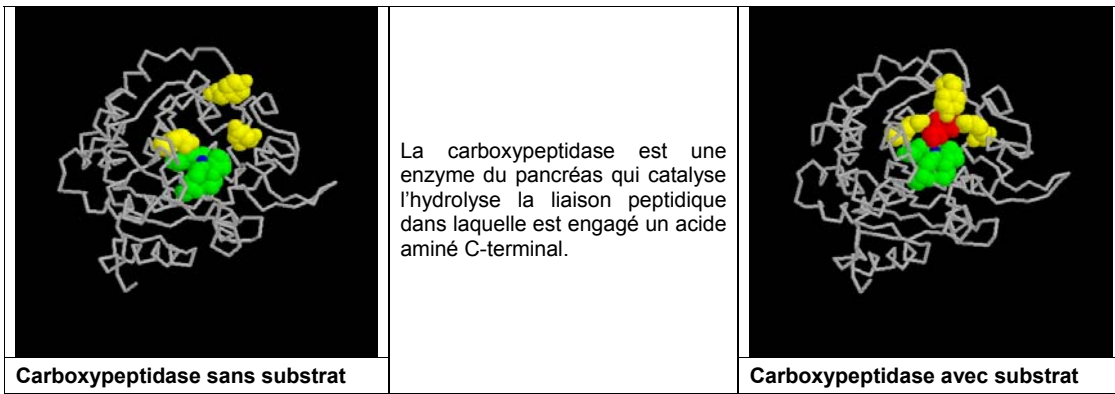 La carboxypeptidase est une
enzyme du pancréas qui catalyse
l'hydrolyse la liaison peptidique
dans laquelle est engagé un acide
aminé C-terminal.
Carboxypeptidase sans substrat
Carboxypeptidase avec substrat